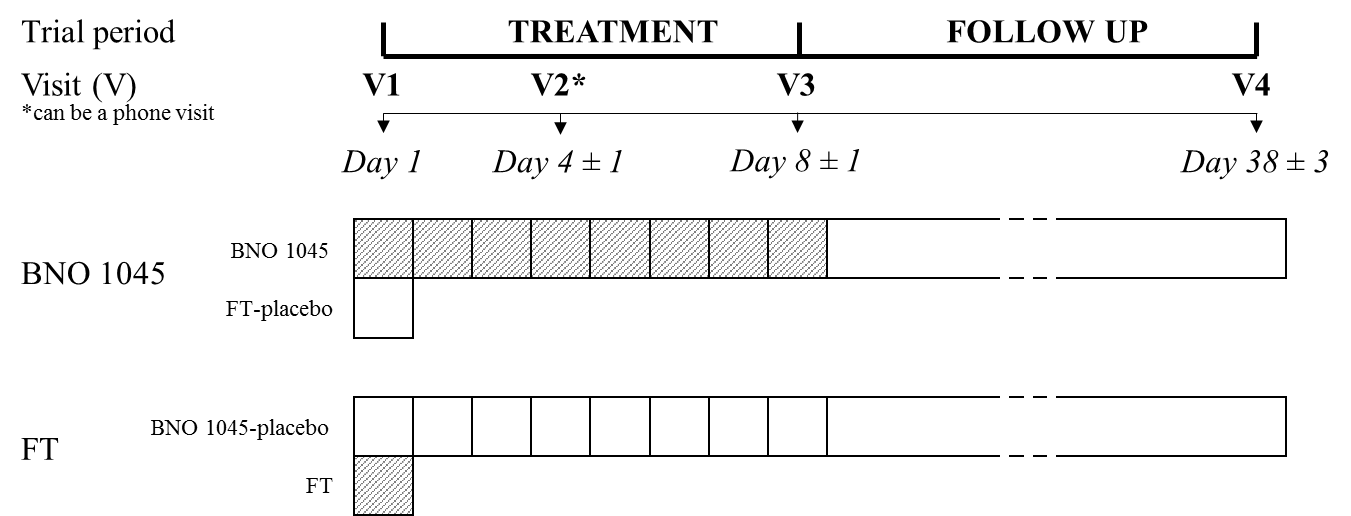 Trial period TREATMENT FOLLOW UP
Visit (V) V1 V2* V3 V4
*can be a phone visit
Day 1 Day 4 ± 1 Day 8 ± 1 Day 38 ± 3
BNO 1045
BNO 1045
FT-placebo
BNO 1045-placebo
FT
FT